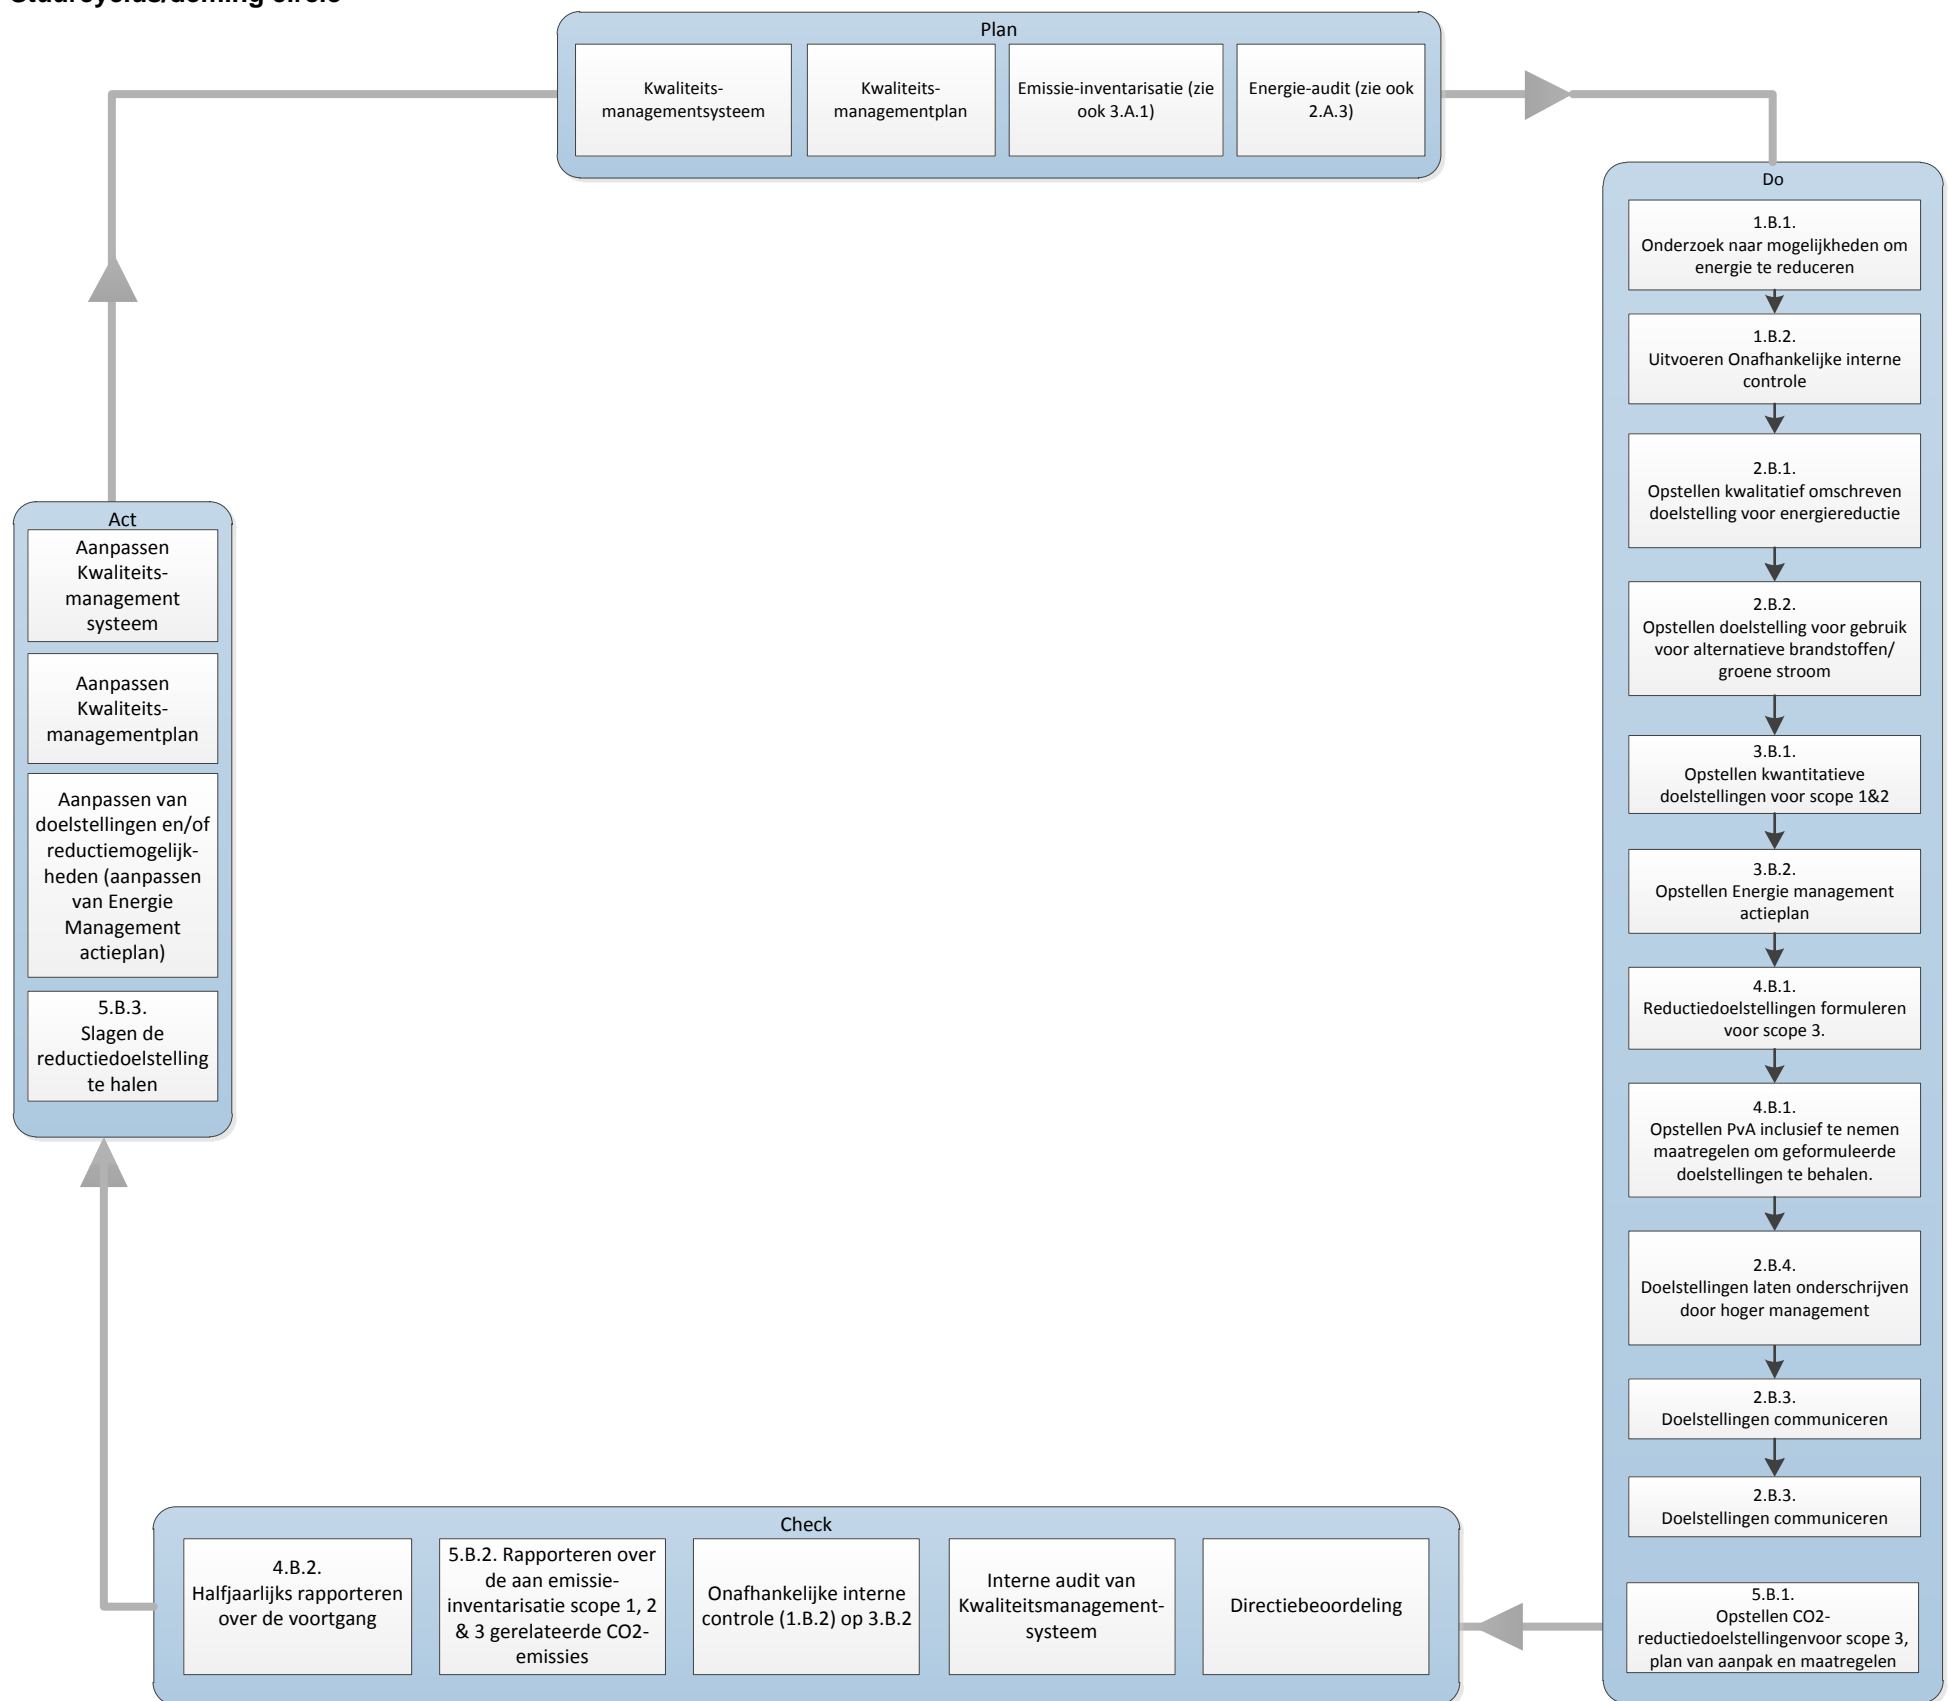 Stuurcyclus/deming circle
Plan
Kwaliteits-
managementsysteem
Kwaliteits-
managementplan
Emissie-inventarisatie (zie
ook 3.A.1)
Energie-audit (zie ook
2.A.3)
Do
1.B.1.
Onderzoek naar mogelijkheden om
energie te reduceren
1.B.2.
Uitvoeren Onafhankelijke interne
controle
2.B.1.
Opstellen kwalitatief omschreven
doelstelling voor energiereductie
2.B.2.
Opstellen doelstelling voor gebruik
voor alternatieve brandstoffen/
groene stroom
3.B.1.
Opstellen kwantitatieve
doelstellingen voor scope 1&2
3.B.2.
Opstellen Energie management
actieplan
4.B.1.
Reductiedoelstellingen formuleren
voor scope 3.
4.B.1.
Opstellen PvA inclusief te nemen
maatregelen om geformuleerde
doelstellingen te behalen.
2.B.4.
Doelstellingen laten onderschrijven
door hoger management
2.B.3.
Doelstellingen communiceren
2.B.3.
Doelstellingen communiceren
5.B.1.
Opstellen CO2-
reductiedoelstellingenvoor scope 3,
plan van aanpak en maatregelen
Check
4.B.2.
Halfjaarlijks rapporteren
over de voortgang
5.B.2. Rapporteren over
de aan emissie-
inventarisatie scope 1, 2
& 3 gerelateerde CO2-
emissies
Onafhankelijke interne
controle (1.B.2) op 3.B.2
Interne audit van
Kwaliteitsmanagement-
systeem
Directiebeoordeling
Act
Aanpassen
Kwaliteits-
management
systeem
Aanpassen
Kwaliteits-
managementplan
Aanpassen van
doelstellingen en/of
reductiemogelijk-
heden (aanpassen
van Energie
Management
actieplan)
5.B.3.
Slagen de
reductiedoelstelling
te halen